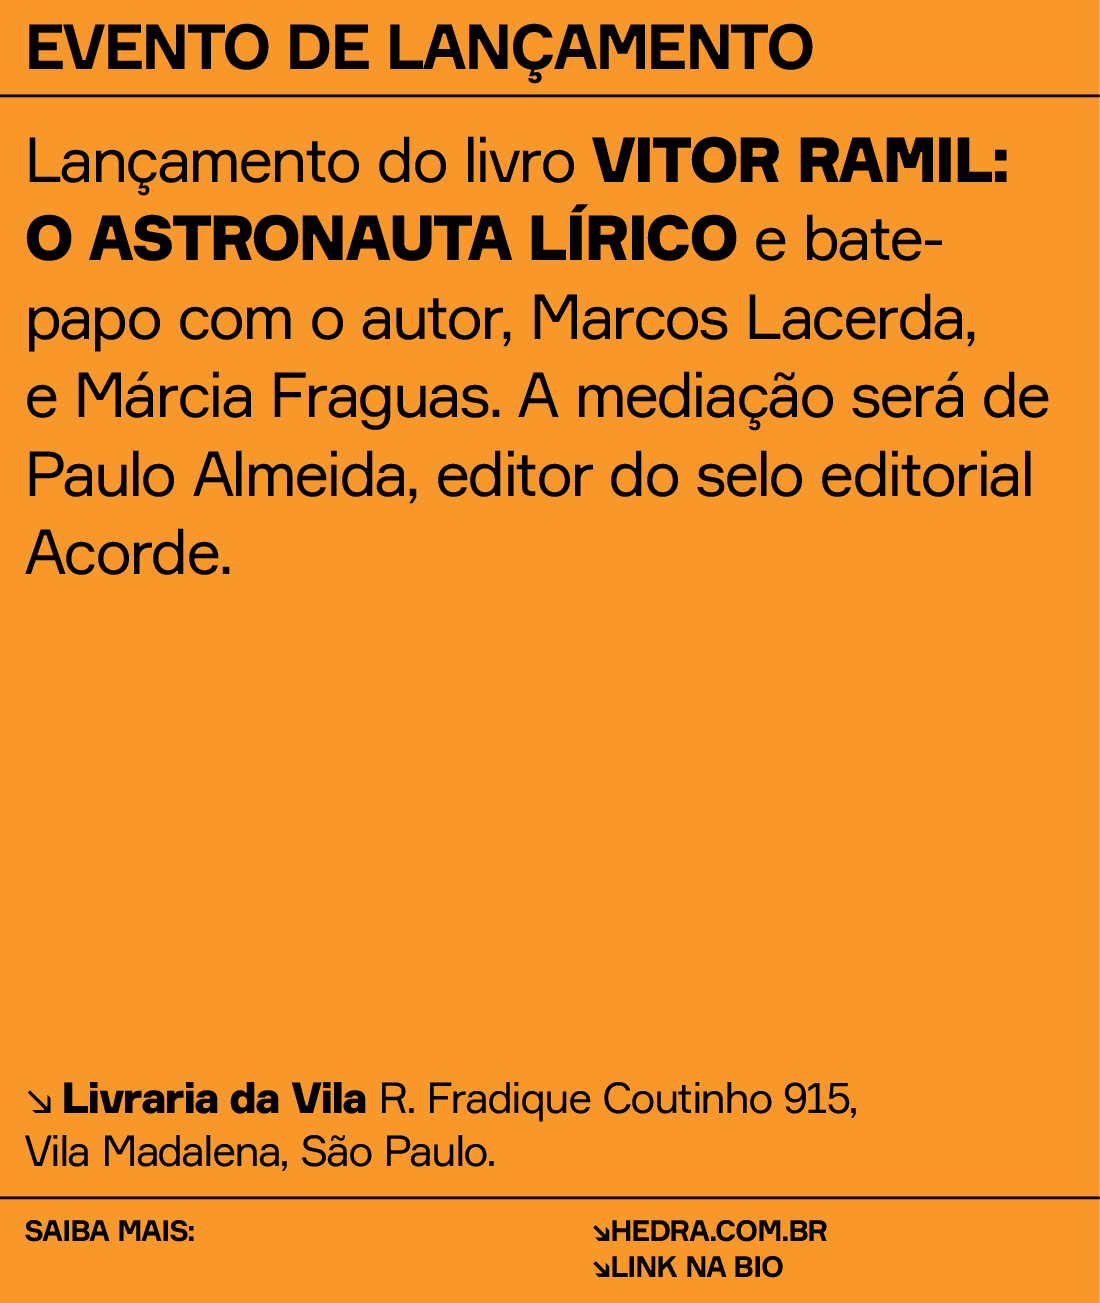 EVENTO DE LANÇAMENTO
Lançamento do livro VITOR RAMIL:
O ASTRONAUTA LÍRICO e bate-
papo com o autor, Marcos Lacerda,
e Márcia Fraguas. A mediação será de
Paulo Almeida, editor do selo editorial
Acorde.
↘ Livraria da Vila R. Fradique Coutinho 915,
Vila Madalena, São Paulo.
SAIBA MAIS:
↘HEDRA.COM.BR
↘LINK NA BIO